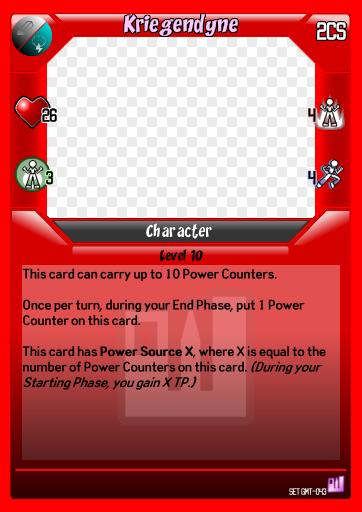 Kriegendyne
2CS
26
4
3
4
Character
Level 10
This card can carry up to 10 Power Counters.
Once per turn, during your End Phase, put 1 Power
Counter on this card.
This card has Power Source X, where X is equal to the
number of Power Counters on this card. (During your
Starting Phase, you gain X TP.)
SET GMT-043